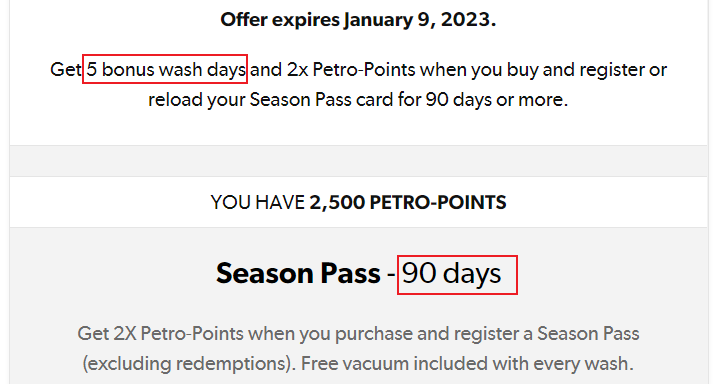 Offer expires January 9, 2023.
Get 5 bonus wash days and 2x Petro-Points when you buy and register or
reload your Season Pass card for 90 days or more.
YOU HAVE 2,500 PETRO-POINTS
Season Pass - 90 days
Get 2X Petro-Points when you purchase and register a Season Pass
(excluding redemptions). Free vacuum included with every wash.